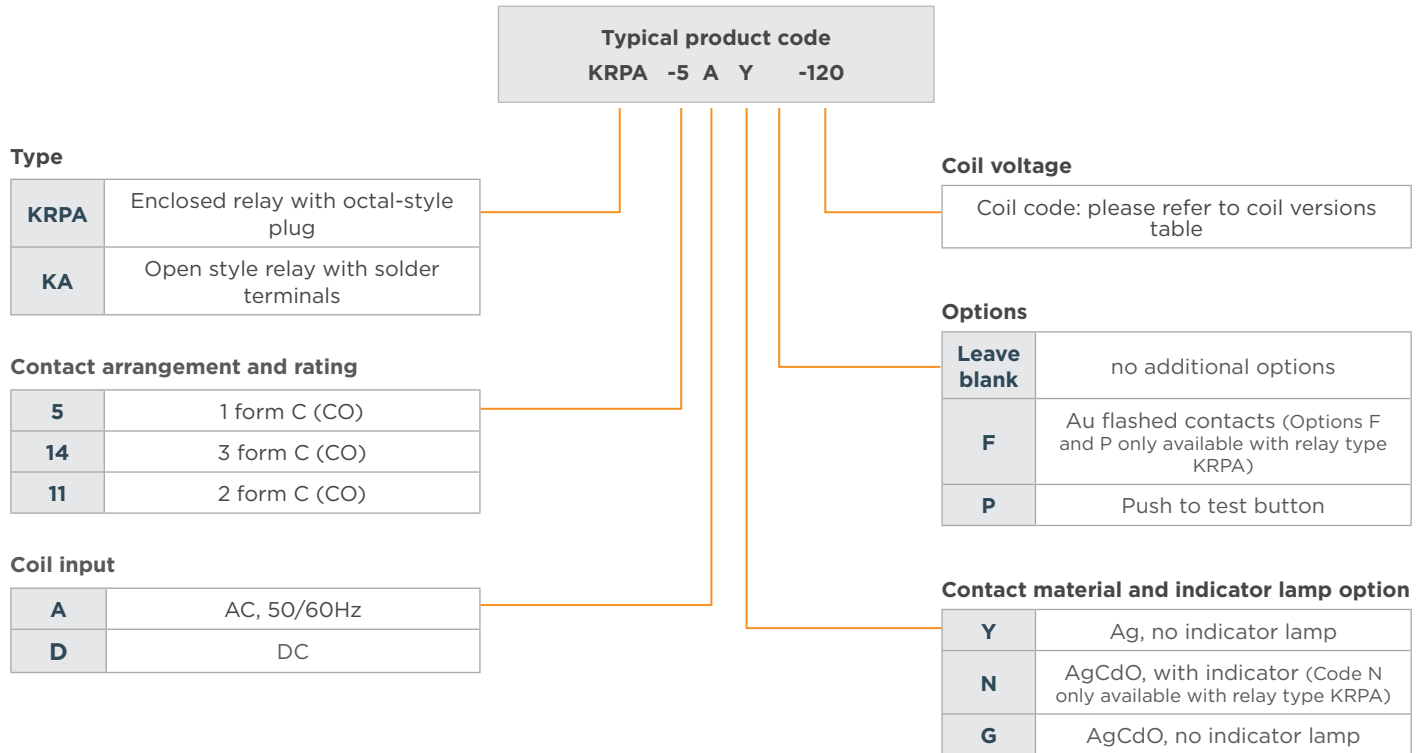 Typical product code
KRPA -5 A Y -120
Type
KRPA
Enclosed relay with octal-style
plug
KA
Open style relay with solder
terminals
Contact arrangement and rating
5 1 form C (CO)
14 3 form C (CO)
11 2 form C (CO)
Coil input
A AC, 50/60Hz
D DC
Coil voltage
Coil code: please refer to coil versions
table
Options
Leave
blank
no additional options
F
Au flashed contacts (Options F
and P only available with relay type
KRPA)
P Push to test button
Contact material and indicator lamp option
Y Ag, no indicator lamp
N
AgCdO, with indicator (Code N
only available with relay type KRPA)
G AgCdO, no indicator lamp